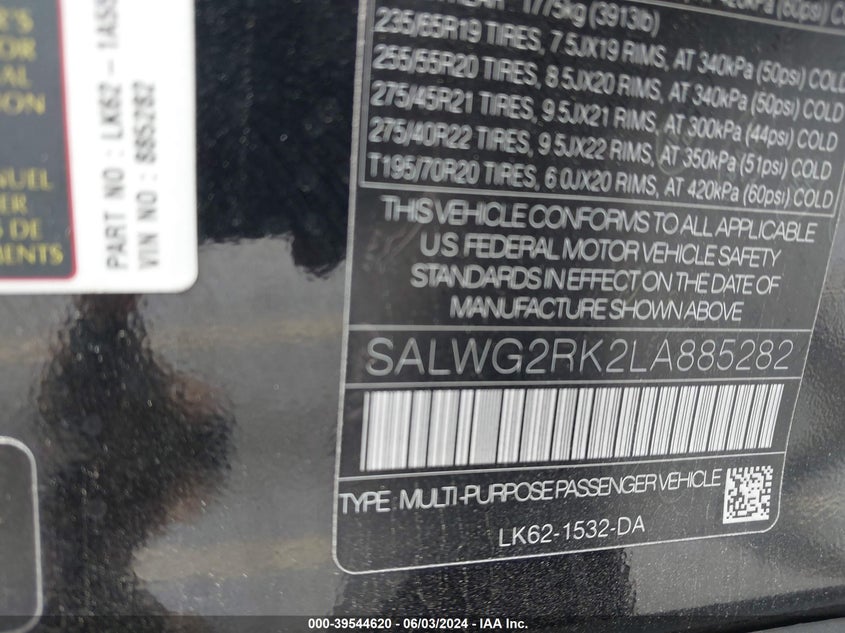 1775kg (3913lb)
420kPa (60psi)
235/65R19 TIRES, 7.5JX19 RIMS, AT 340kPa (50psi) COLD
255/55R20 TIRES, 8.5JX20 RIMS, AT 340kPa (50psi) COLD
275/45R21 TIRES, 9.5JX21 RIMS, AT 300kPa (44psi) COLD
275/40R22 TIRES, 9.5JX22 RIMS, AT 350kPa (51psi) COLD
T195/70R20 TIRES, 6.0JX20 RIMS, AT 420kPa (60psi) COLD
THIS VEHICLE CONFORMS TO ALL APPLICABLE
US FEDERAL MOTOR VEHICLE SAFETY
STANDARDS IN EFFECT ON THE DATE OF
MANUFACTURE SHOWN ABOVE
SALWG2RK2LA885282
TYPE MULTI-PURPOSE PASSENGER VEHICLE
LK62-1532-DA
PART NO : LK62-
VIN NO : 885282
000-39544620 - 06/03/2024 - IAA Inc.